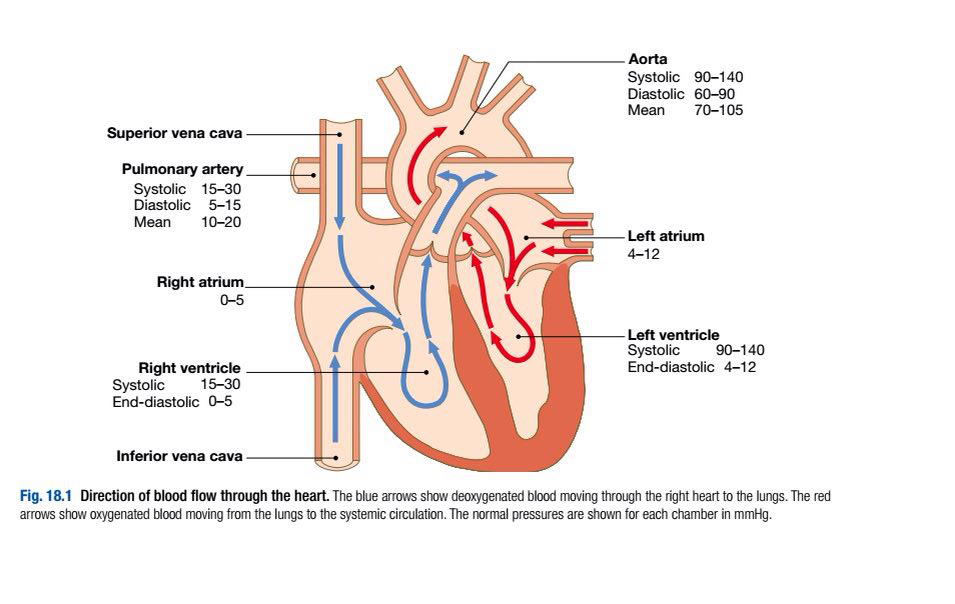 Aorta
Systolic 90–140
Diastolic 60–90
Mean 70–105
Superior vena cava
Pulmonary artery
Systolic 15–30
Diastolic 5–15
Mean 10–20
Left atrium
4–12
Right atrium
0–5
Left ventricle
Systolic 90–140
End-diastolic 4–12
Right ventricle
Systolic 15–30
End-diastolic 0–5
Inferior vena cava
Fig. 18.1 Direction of blood flow through the heart. The blue arrows show deoxygenated blood moving through the right heart to the lungs. The red
arrows show oxygenated blood moving from the lungs to the systemic circulation. The normal pressures are shown for each chamber in mmHg.